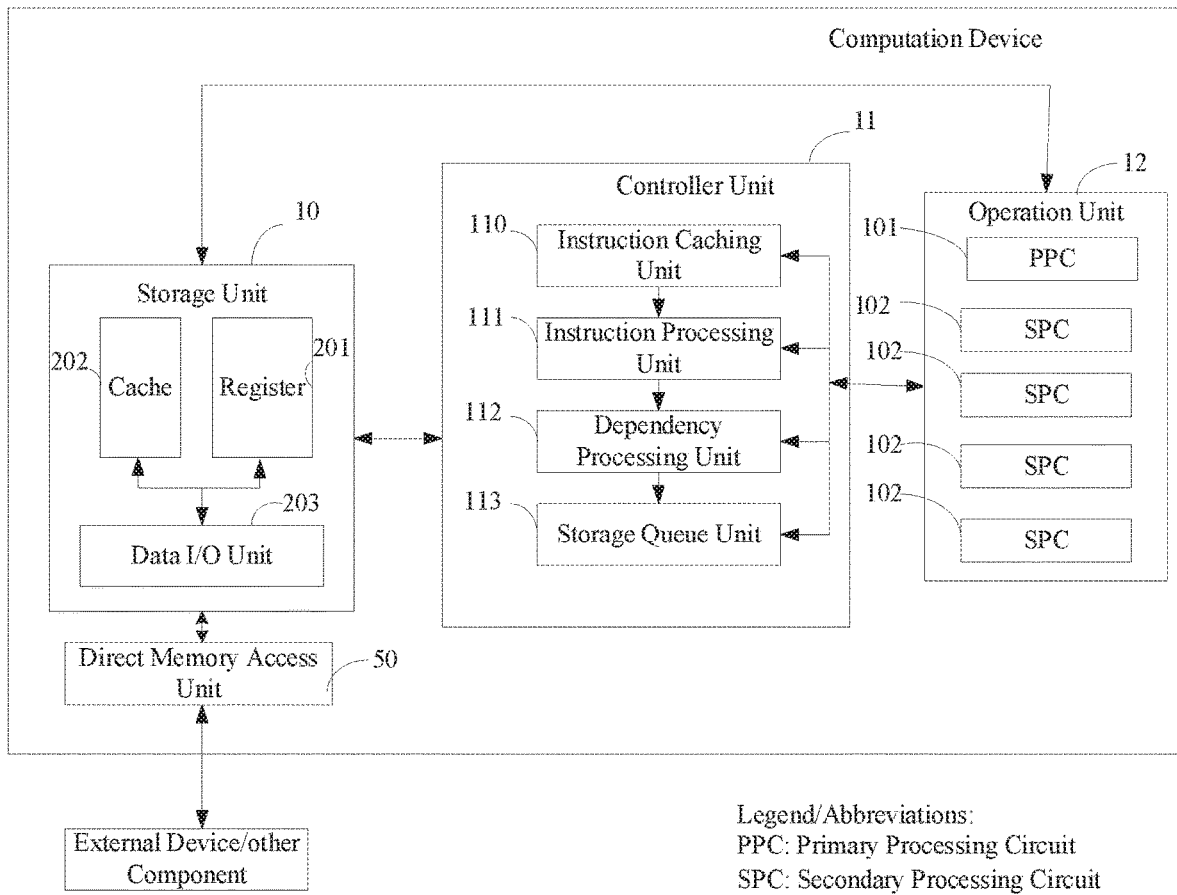 Computation Device
11
Controller Unit
12
Operation Unit
10
Storage Unit
110
Instruction Caching
Unit
101
PPC
111
Instruction Processing
Unit
102
SPC
202
Cache
201
Register
102
SPC
112
Dependency
Processing Unit
102
SPC
203
Data I/O Unit
113
Storage Queue Unit
102
SPC
Direct Memory Access
Unit
50
External Device/other
Component
Legend/Abbreviations:
PPC: Primary Processing Circuit
SPC: Secondary Processing Circuit